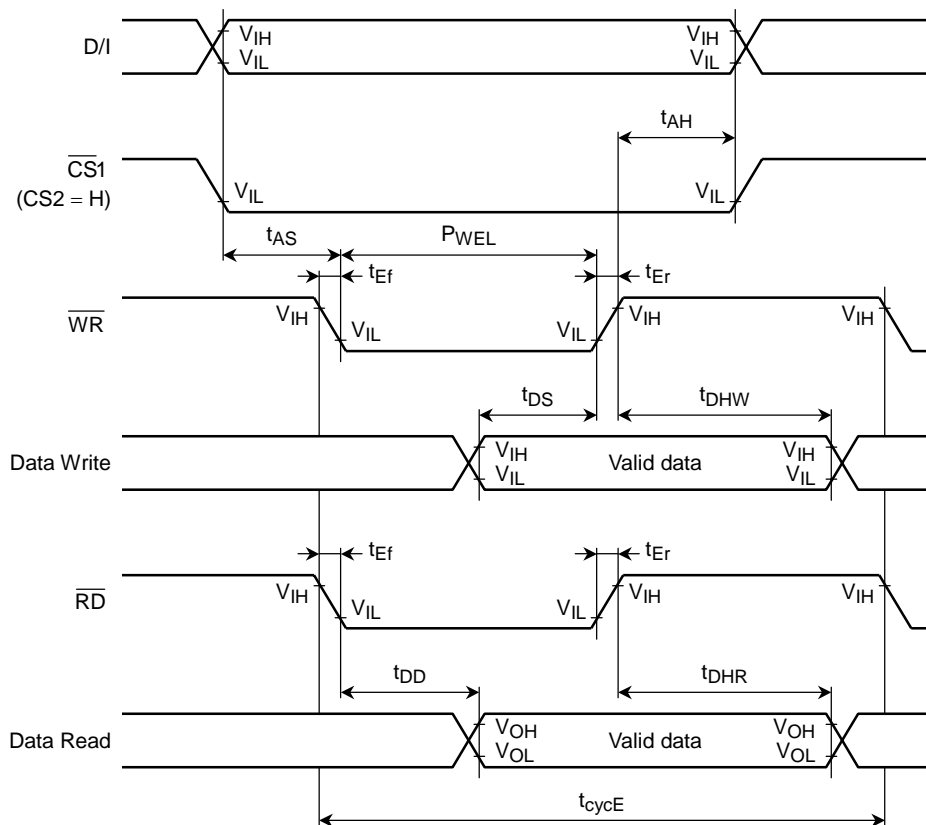 D/I
VIH
VIL
VIH
VIL
tAH
CS1
(CS2 = H)
VIL
VIL
tAS
PWEL
tEf
tEr
WR
VIH
VIL
VIL
VIH
VIH
tDS
tDHW
Data Write
VIH
VIL
Valid data
VIH
VIL
tEf
tEr
RD
VIH
VIL
VIL
VIH
VIH
tDD
tDHR
Data Read
VOH
VOL
Valid data
VOH
VOL
tcycE